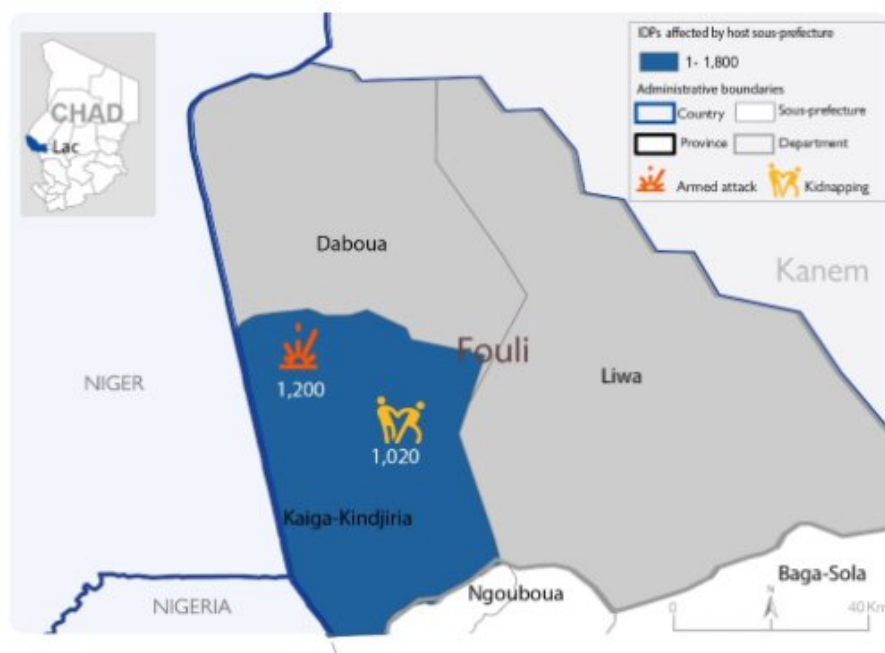 IDPs affected by host sous-prefecture
1- 1,800
Administrative boundaries
Country
Sous-prefecture
Province
Department
Armed attack
Kidnapping
CHAD
Lac
Daboua
Kanem
Fouli
Liwa
NIGER
1,200
1,020
Kaiga-Kindjiria
Baga-Sola
Ngouboua
NIGERIA
N
0
40 Km